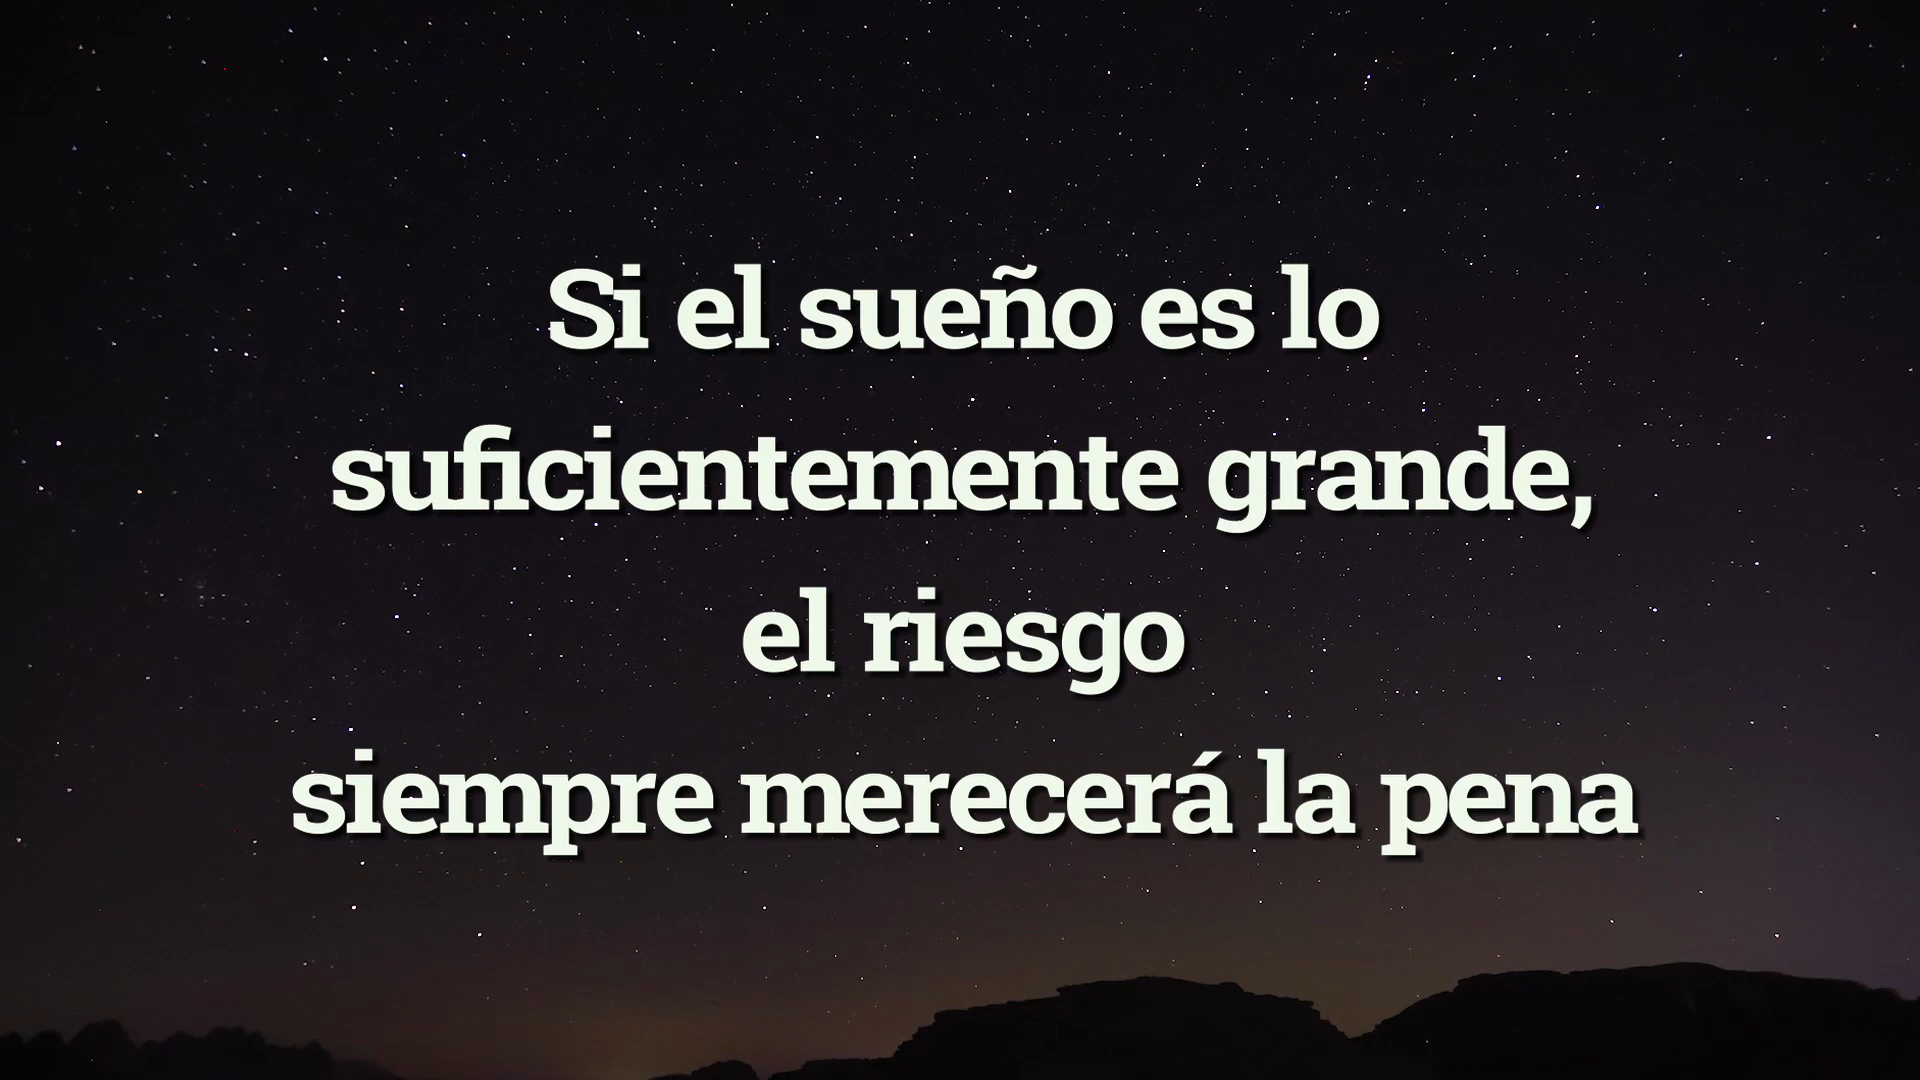 Si el sueño es lo
suficientemente grande,
el riesgo
siempre merecerá la pena